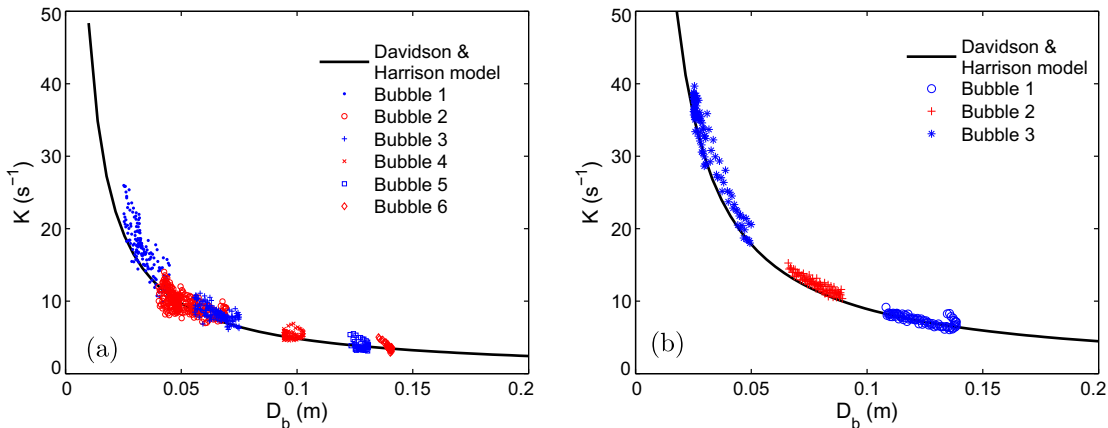 50
40
30
20
10
0
K (s⁻¹)
0
0.05
0.1
0.15
0.2
D_b (m)
(a)
Davidson &
Harrison model
Bubble 1
Bubble 2
Bubble 3
Bubble 4
Bubble 5
Bubble 6
50
40
30
20
10
0
K (s⁻¹)
0
0.05
0.1
0.15
0.2
D_b (m)
(b)
Davidson &
Harrison model
Bubble 1
Bubble 2
Bubble 3